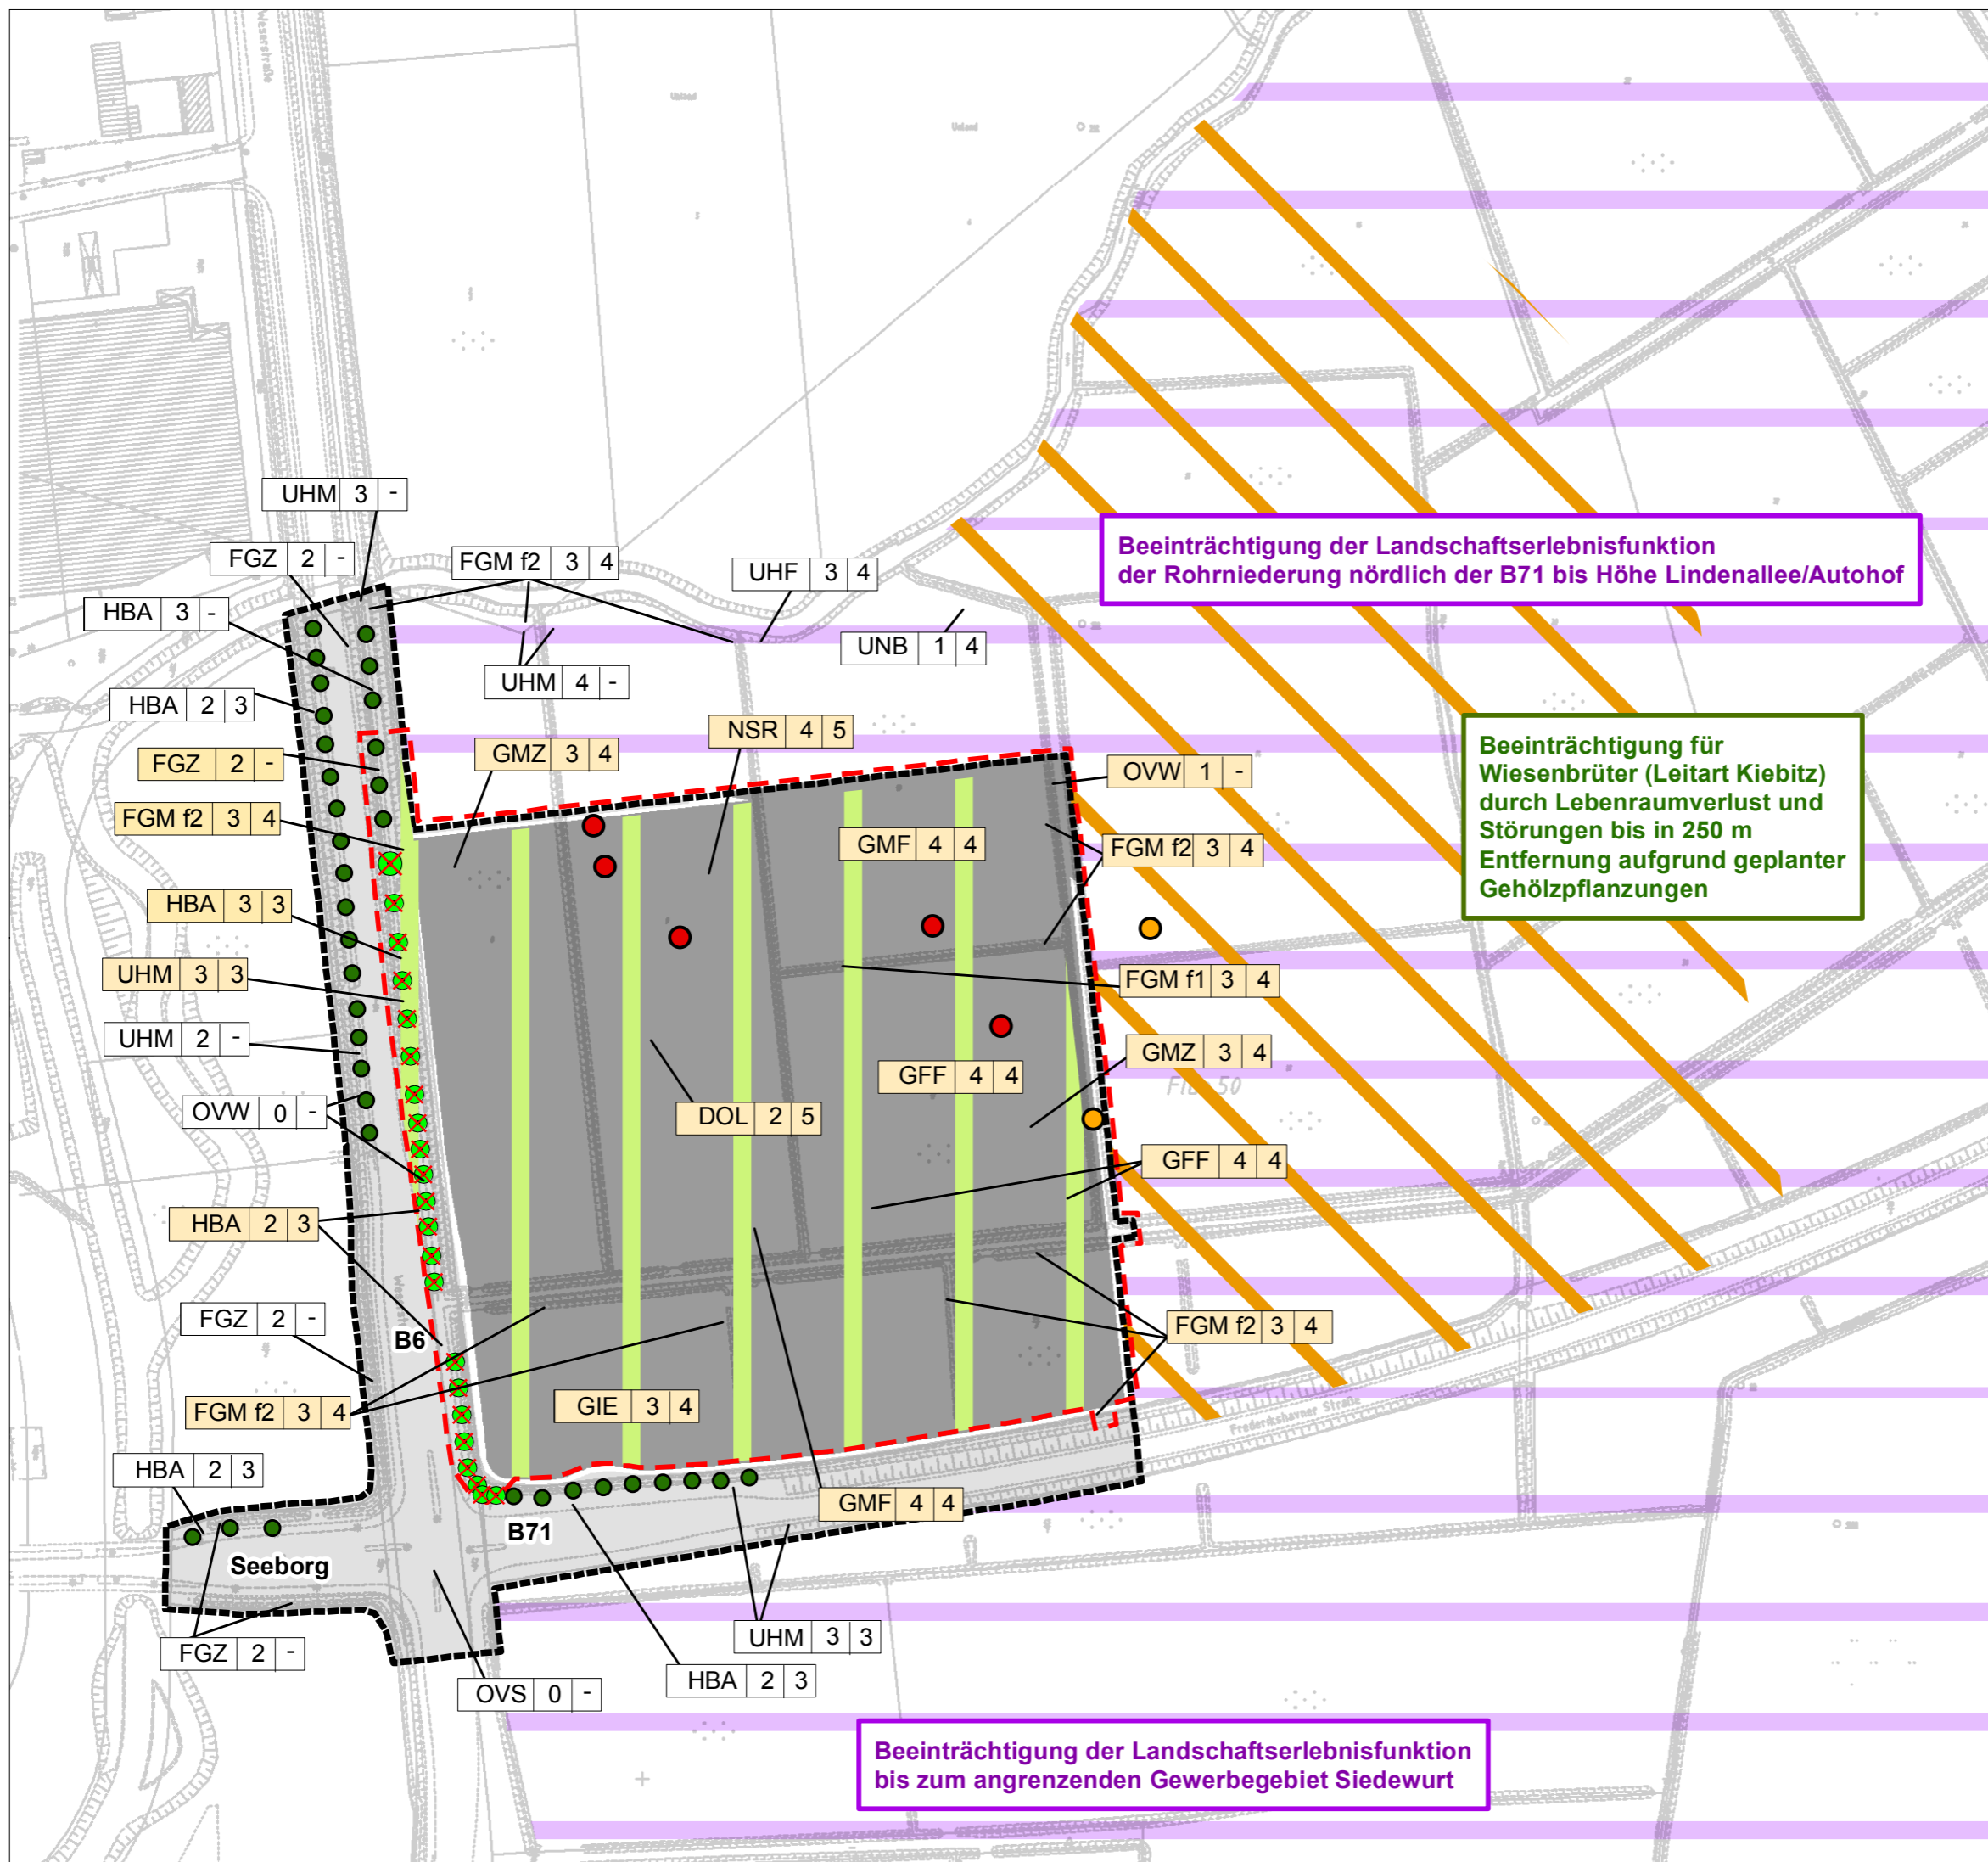 Weserstraße
Unland
Unland
UHM 3 -
FGZ 2 -
FGM f2 3 4
UHF 3 4
Beeinträchtigung der Landschaftserlebnisfunktion
der Rohrniederung nördlich der B71 bis Höhe Lindenallee/Autohof
HBA 3 -
UNB 1 4
UHM 4 -
HBA 2 3
NSR 4 5
GMZ 3 4
Beeinträchtigung für
Wiesenbrüter (Leitart Kiebitz)
durch Lebenraumverlust und
Störungen bis in 250 m
Entfernung aufgrund geplanter
Gehölzpflanzungen
FGZ 2 -
OVW 1 -
FGM f2 3 4
GMF 4 4
FGM f2 3 4
HBA 3 3
UHM 3 3
FGM f1 3 4
UHM 2 -
GMZ 3 4
GFF 4 4
OVW 0 -
DOL 2 5
GFF 4 4
HBA 2 3
FGZ 2 -
B6
FGM f2 3 4
FGM f2 3 4
GIE 3 4
Frederikshavner Straße
HBA 2 3
GMF 4 4
B71
Seeborg
FGZ 2 -
UHM 3 3
HBA 2 3
OVS 0 -
Beeinträchtigung der Landschaftserlebnisfunktion
bis zum angrenzenden Gewerbegebiet Siedewurt